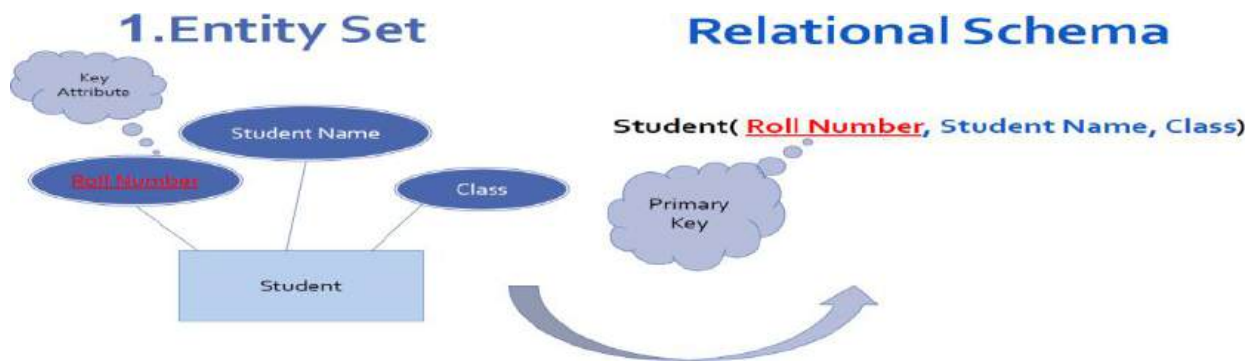 1.Entity Set
Key
Attribute
Student Name
Roll Number
Class
Student
Relational Schema
Student( Roll Number, Student Name, Class)
Primary
Key